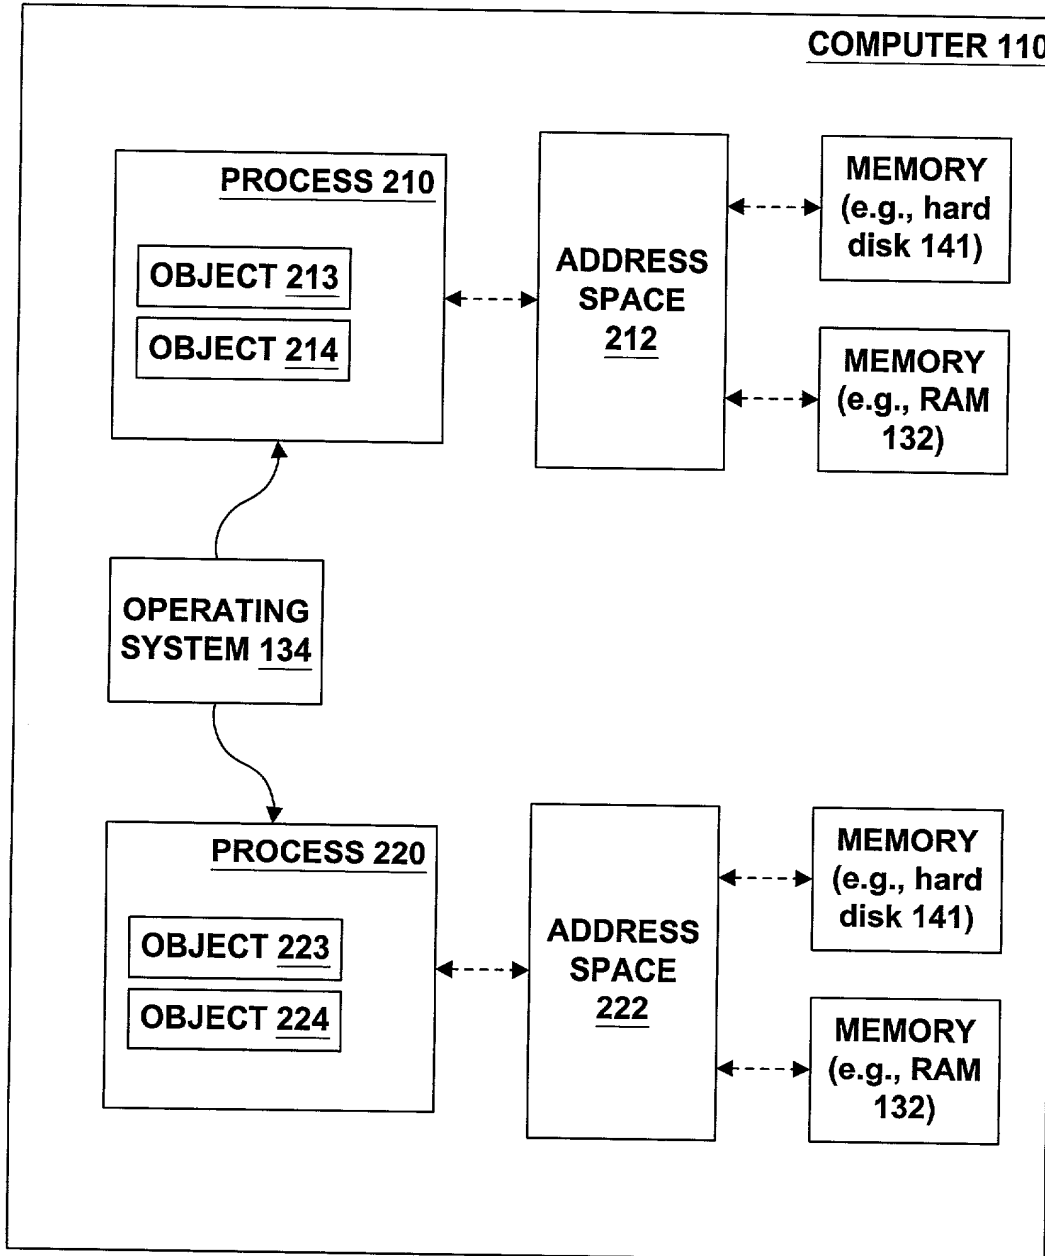 COMPUTER 110
PROCESS 210
OBJECT 213
OBJECT 214
ADDRESS
SPACE
212
MEMORY
(e.g., hard
disk 141)
MEMORY
(e.g., RAM
132)
OPERATING
SYSTEM 134
PROCESS 220
OBJECT 223
OBJECT 224
ADDRESS
SPACE
222
MEMORY
(e.g., hard
disk 141)
MEMORY
(e.g., RAM
132)